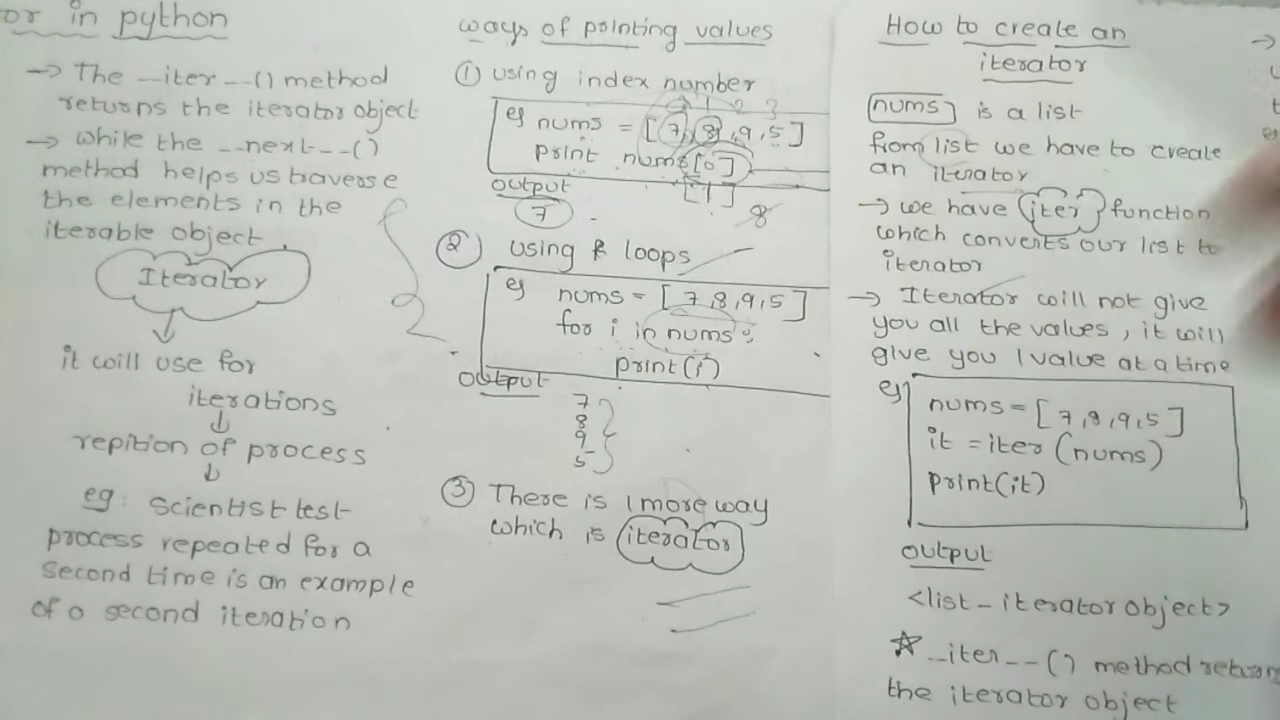 or in python
→ The __iter__() method
returns the iterator object
→ while the __next__()
method helps us traverse
the elements in the
iterable object.
Iterator
it will use for
iterations
repition of process
eg: scientist test
process repeated for a
second time is an example
of a second iteration
ways of pointing values
① using index number
0 1 2 3
eg nums = [7,8,9,5]
print nums[0]
[1]
output
7
8
② using loops
eg nums = [7,8,9,5]
for i in nums:
print(i)
output
7
8
9
5
③ There is 1 more way
which is iterator
How to create an
iterator
nums is a list
from list we have to create
an iterator
→ we have iter function
which converts our list to
iterator
→ Iterator will not give
you all the values, it will
give you 1 value at a time
eg nums = [7,8,9,5]
it = iter(nums)
print(it)
output
<list-iterator object>
☆ __iter__() method return
the iterator object